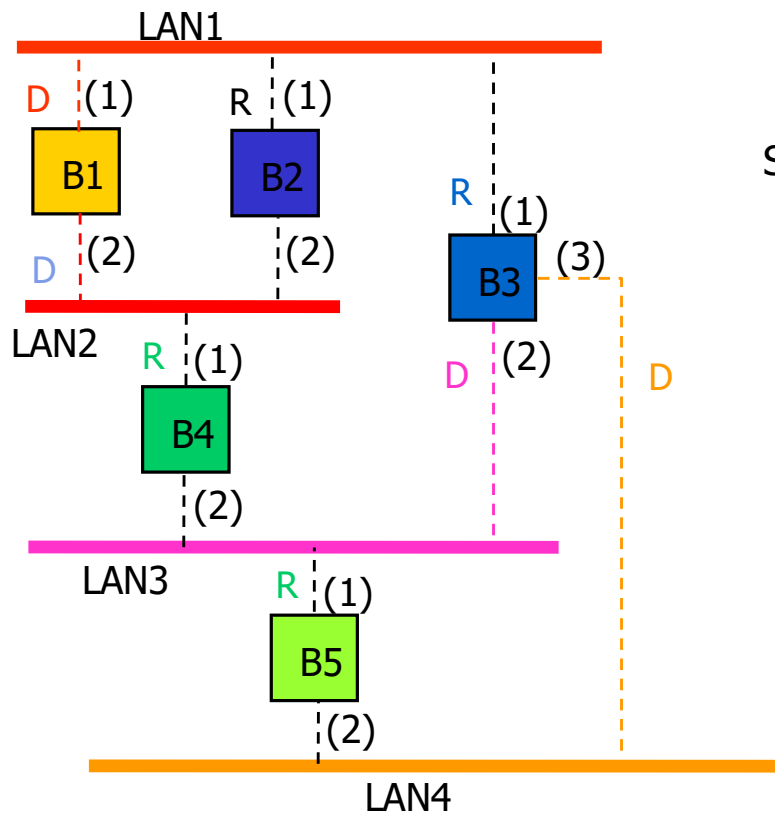 LAN1
D (1) R (1)
B1 B2 S
R (1)
D (2) (2) B3 (3)
LAN2 R (1) D (2) D
B4
(2)
LAN3
R (1)
B5
(2)
LAN4